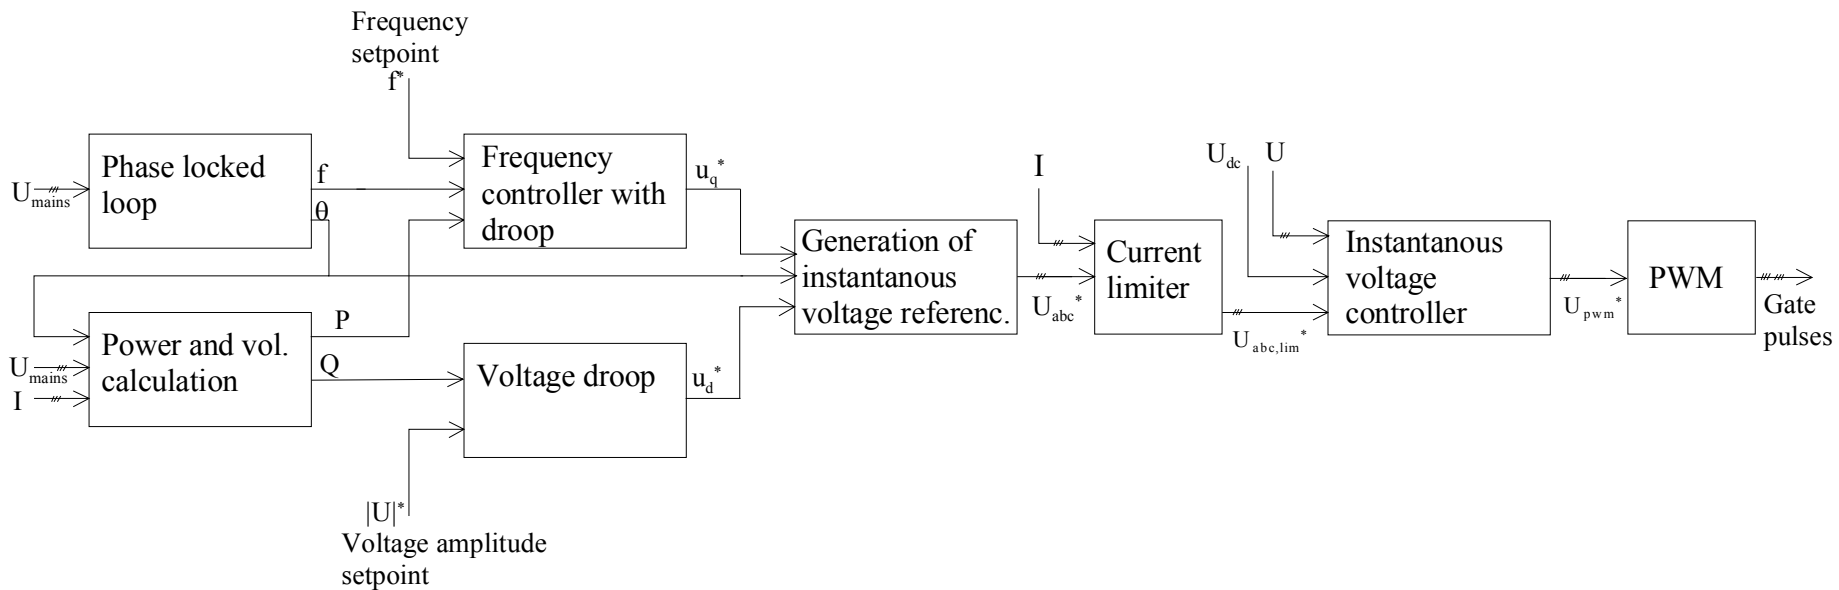 Frequency
setpoint
f*
Phase locked
loop
U_mains
f
θ
Frequency
controller with
droop
u_q*
Power and vol.
calculation
U_mains
I
P
Q
Voltage droop
u_d*
|U|*
Voltage amplitude
setpoint
Generation of
instantanous
voltage referenc.
U_abc*
I
Current
limiter
U_abc,lim*
U_dc
U
Instantanous
voltage
controller
U_pwm*
PWM
Gate
pulses